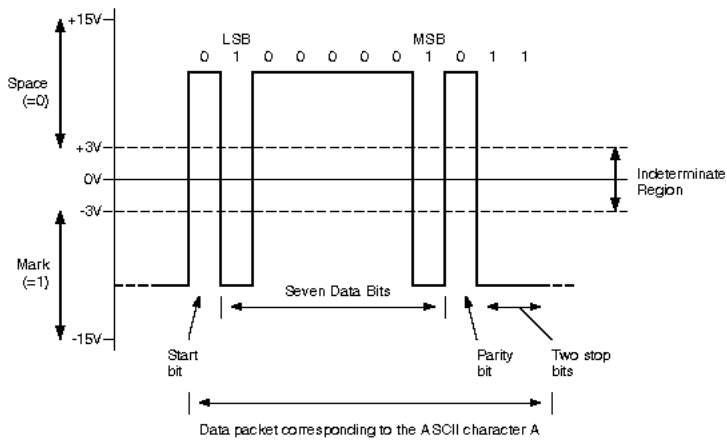 +15V
LSB MSB
0 1 0 0 0 0 0 1 0 1 1
Space
(=0)
+3V
0V
-3V
Indeterminate
Region
Mark
(=1)
Seven Data Bits
-15V
Start
bit
Parity
bit
Two stop
bits
Data packet corresponding to the ASCII character A